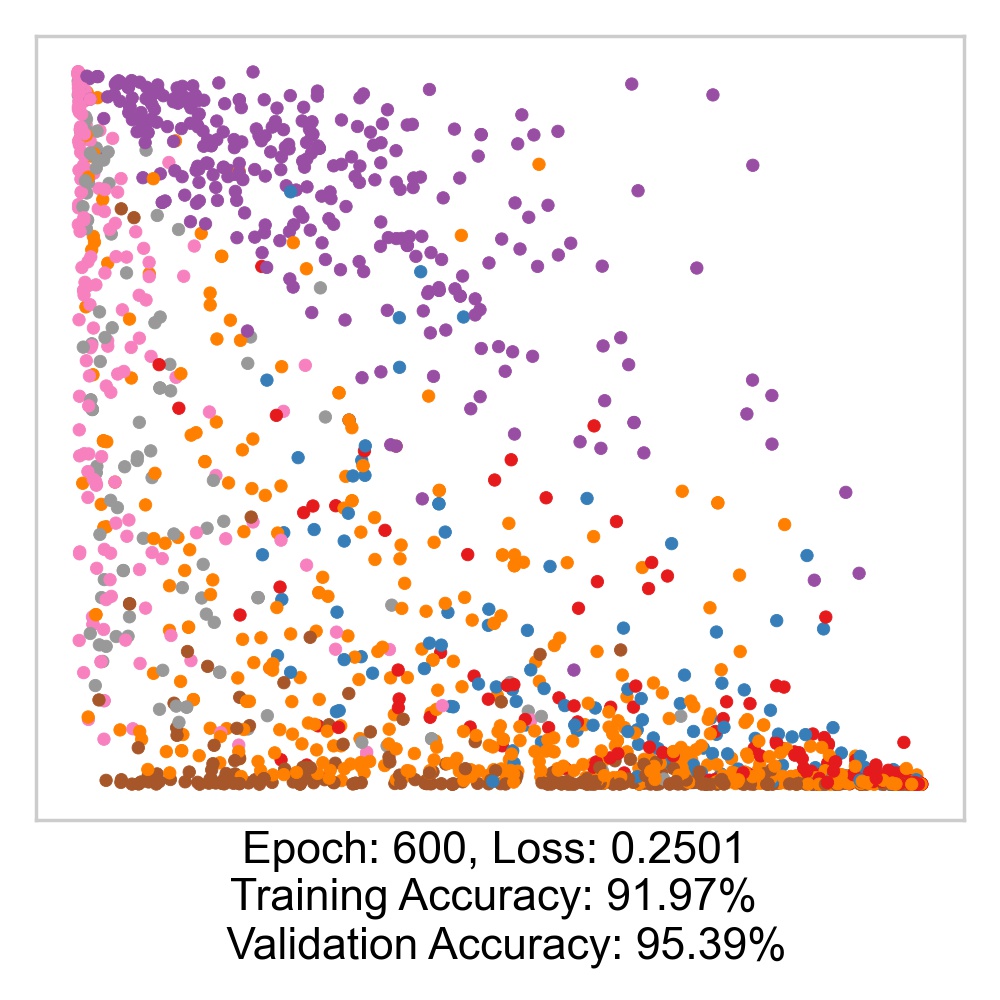 Epoch: 600, Loss: 0.2501
Training Accuracy: 91.97%
Validation Accuracy: 95.39%